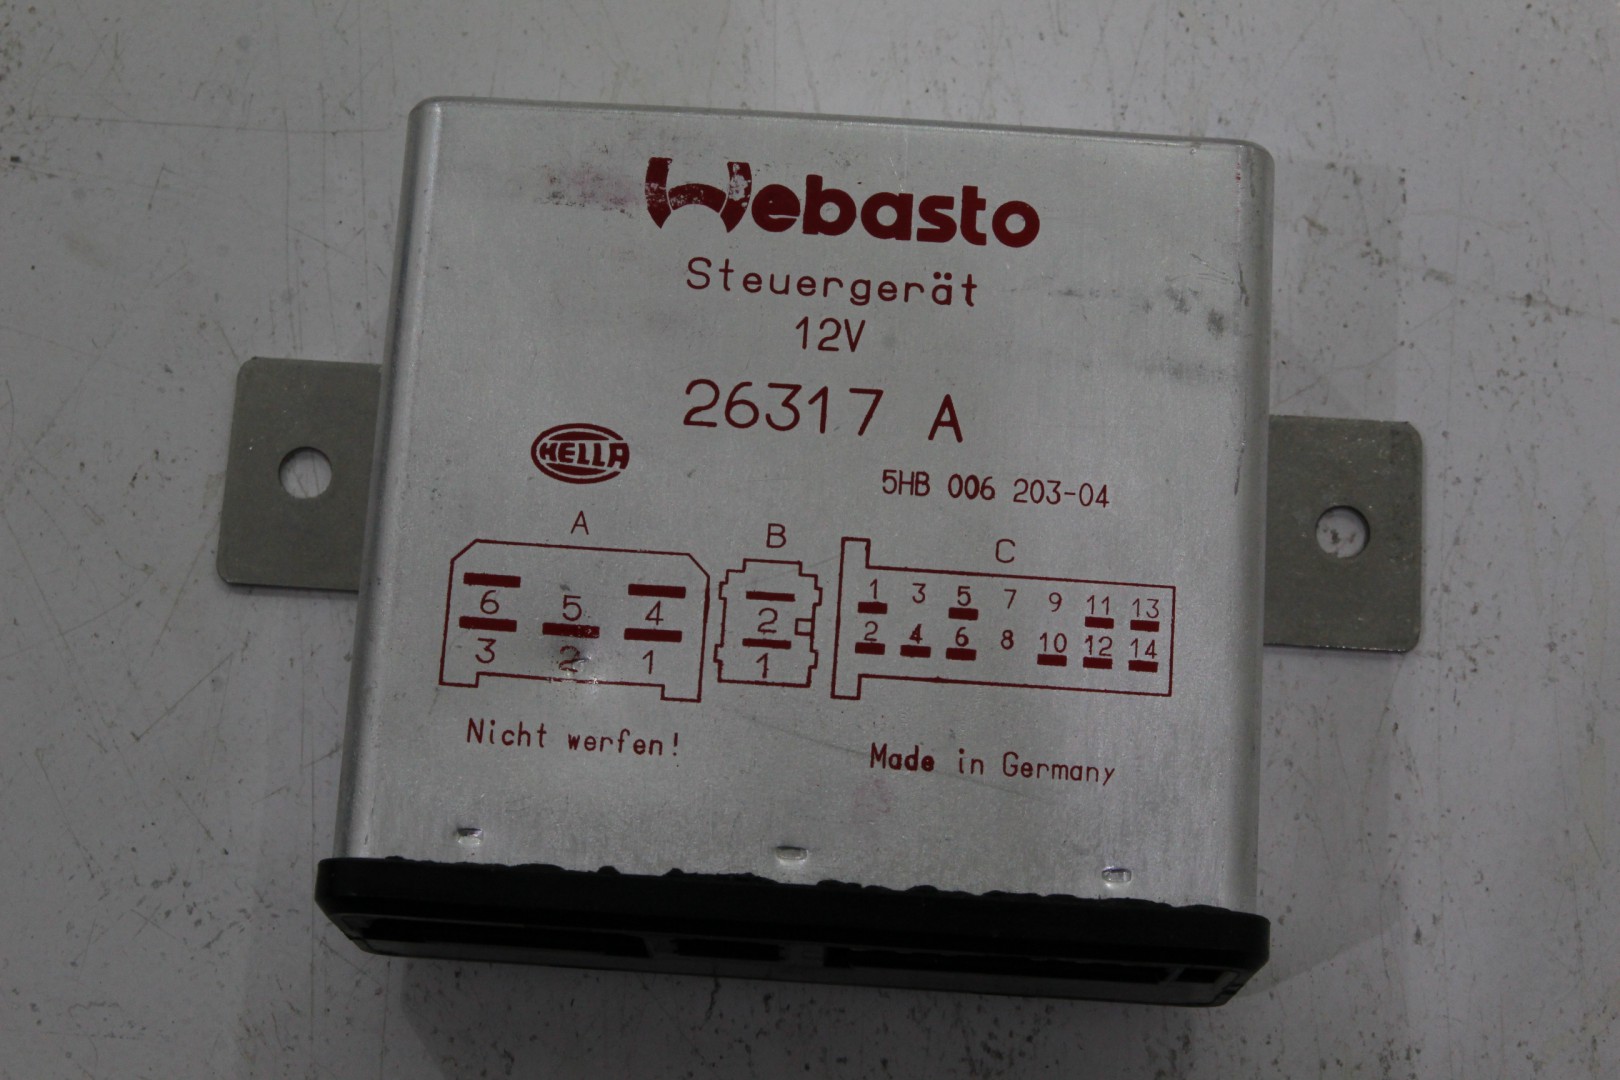 Webasto
Steuergerät
12V
26317 A
HELLA
5HB 006 203-04
A
B
C
6 5 4
3 2 1
2
1
1 3 5 7 9 11 13
2 4 6 8 10 12 14
Nicht werfen!
Made in Germany